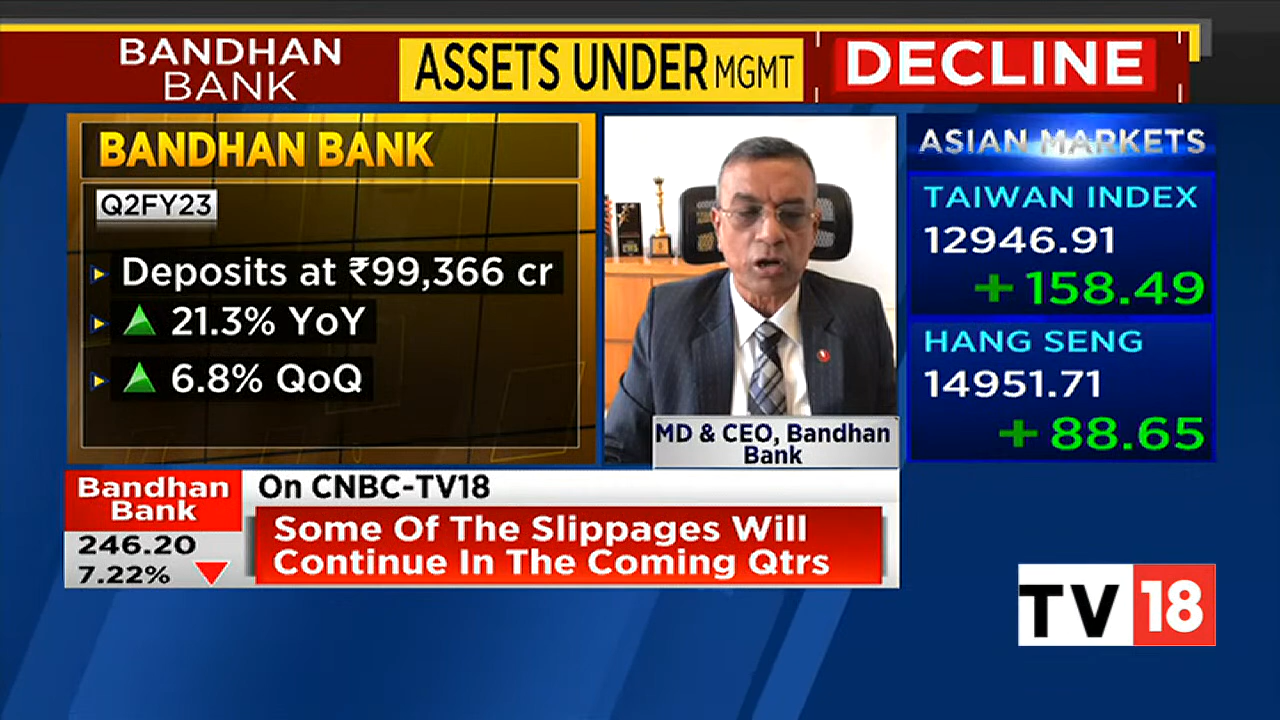 BANDHAN
BANK
ASSETS UNDER MGMT
DECLINE
BANDHAN BANK
Q2FY23
Deposits at ₹99,366 cr
21.3% YoY
6.8% QoQ
MD & CEO, Bandhan
Bank
ASIAN MARKETS
TAIWAN INDEX
12946.91
+158.49
HANG SENG
14951.71
+88.65
Bandhan
Bank
246.20
7.22%
On CNBC-TV18
Some Of The Slippages Will
Continue In The Coming Qtrs
TV18